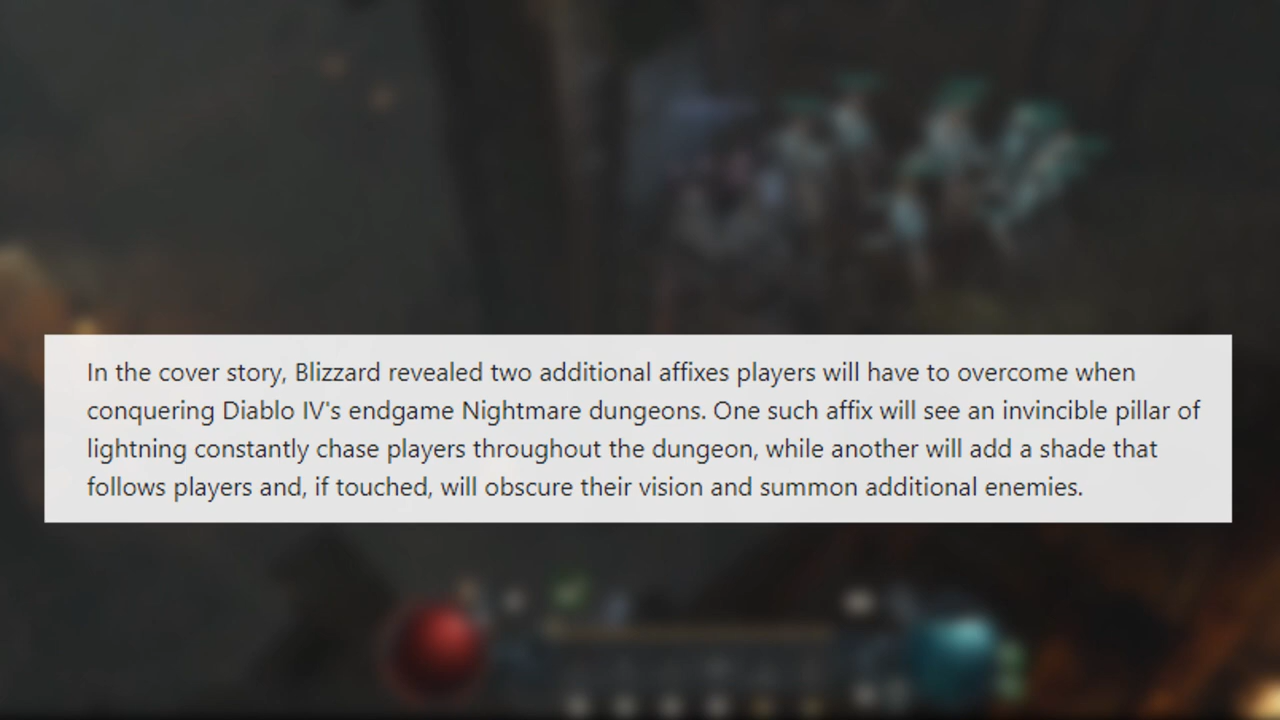 In the cover story, Blizzard revealed two additional affixes players will have to overcome when
conquering Diablo IV's endgame Nightmare dungeons. One such affix will see an invincible pillar of
lightning constantly chase players throughout the dungeon, while another will add a shade that
follows players and, if touched, will obscure their vision and summon additional enemies.